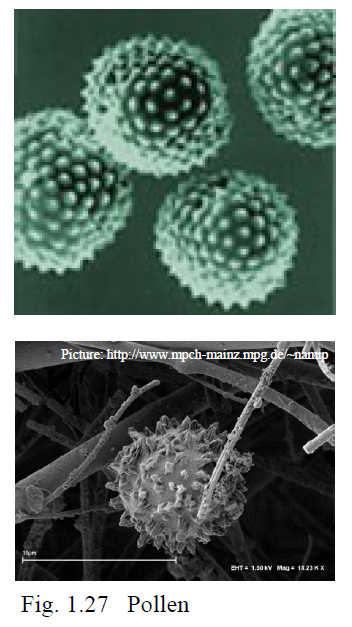 Picture: http://www.mpch-mainz.mpg.de/~namip
10µm
EHT = 1.50 kV Mag = 18.23 K X
Fig. 1.27 Pollen